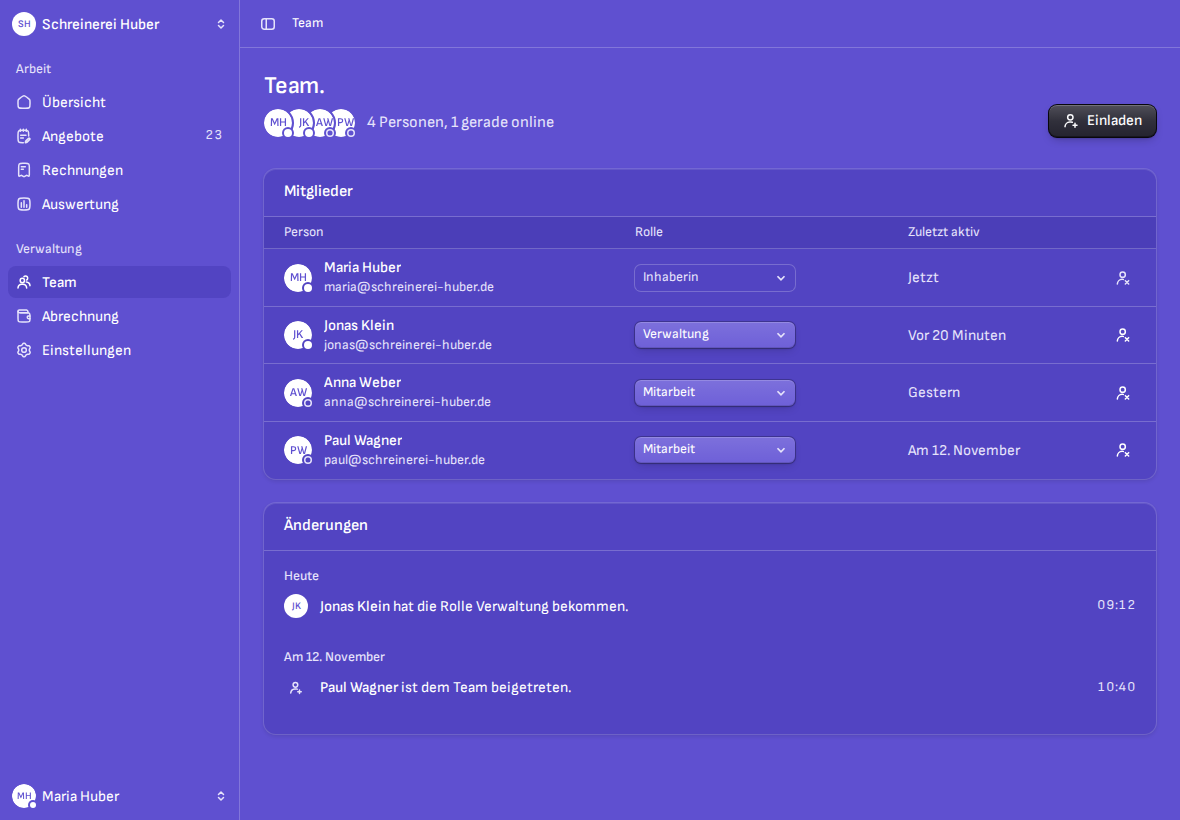 SH Schreinerei Huber
Arbeit
Übersicht
Angebote 23
Rechnungen
Auswertung
Verwaltung
Team
Abrechnung
Einstellungen
MH Maria Huber
Team
Team.
MH JK AW PW 4 Personen, 1 gerade online
Einladen
Mitglieder
Person Rolle Zuletzt aktiv
MH Maria Huber
maria@schreinerei-huber.de
Inhaberin
Jetzt
JK Jonas Klein
jonas@schreinerei-huber.de
Verwaltung
Vor 20 Minuten
AW Anna Weber
anna@schreinerei-huber.de
Mitarbeit
Gestern
PW Paul Wagner
paul@schreinerei-huber.de
Mitarbeit
Am 12. November
Änderungen
Heute
JK Jonas Klein hat die Rolle Verwaltung bekommen. 09:12
Am 12. November
Paul Wagner ist dem Team beigetreten. 10:40